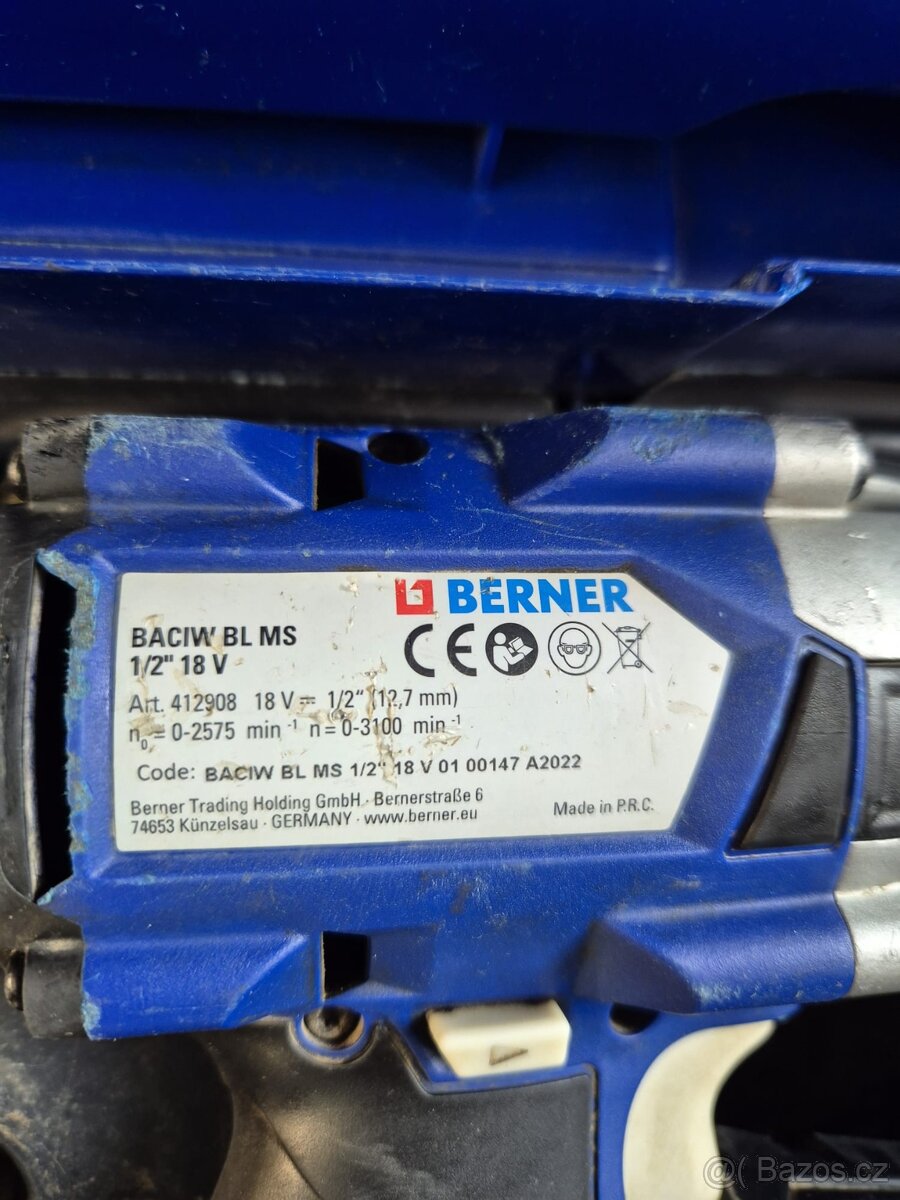 BERNER
BACIW BL MS
1/2" 18 V
CE
Art. 412908 18 V 1/2“ (12,7 mm)
n₀ = 0-2575 min⁻¹ n = 0-3100 min⁻¹
Code: BACIW BL MS 1/2" 18 V 01 00147 A2022
Berner Trading Holding GmbH · Bernerstraße 6
74653 Künzelsau · GERMANY · www.berner.eu
Made in P.R.C.
@( Bazos.cz